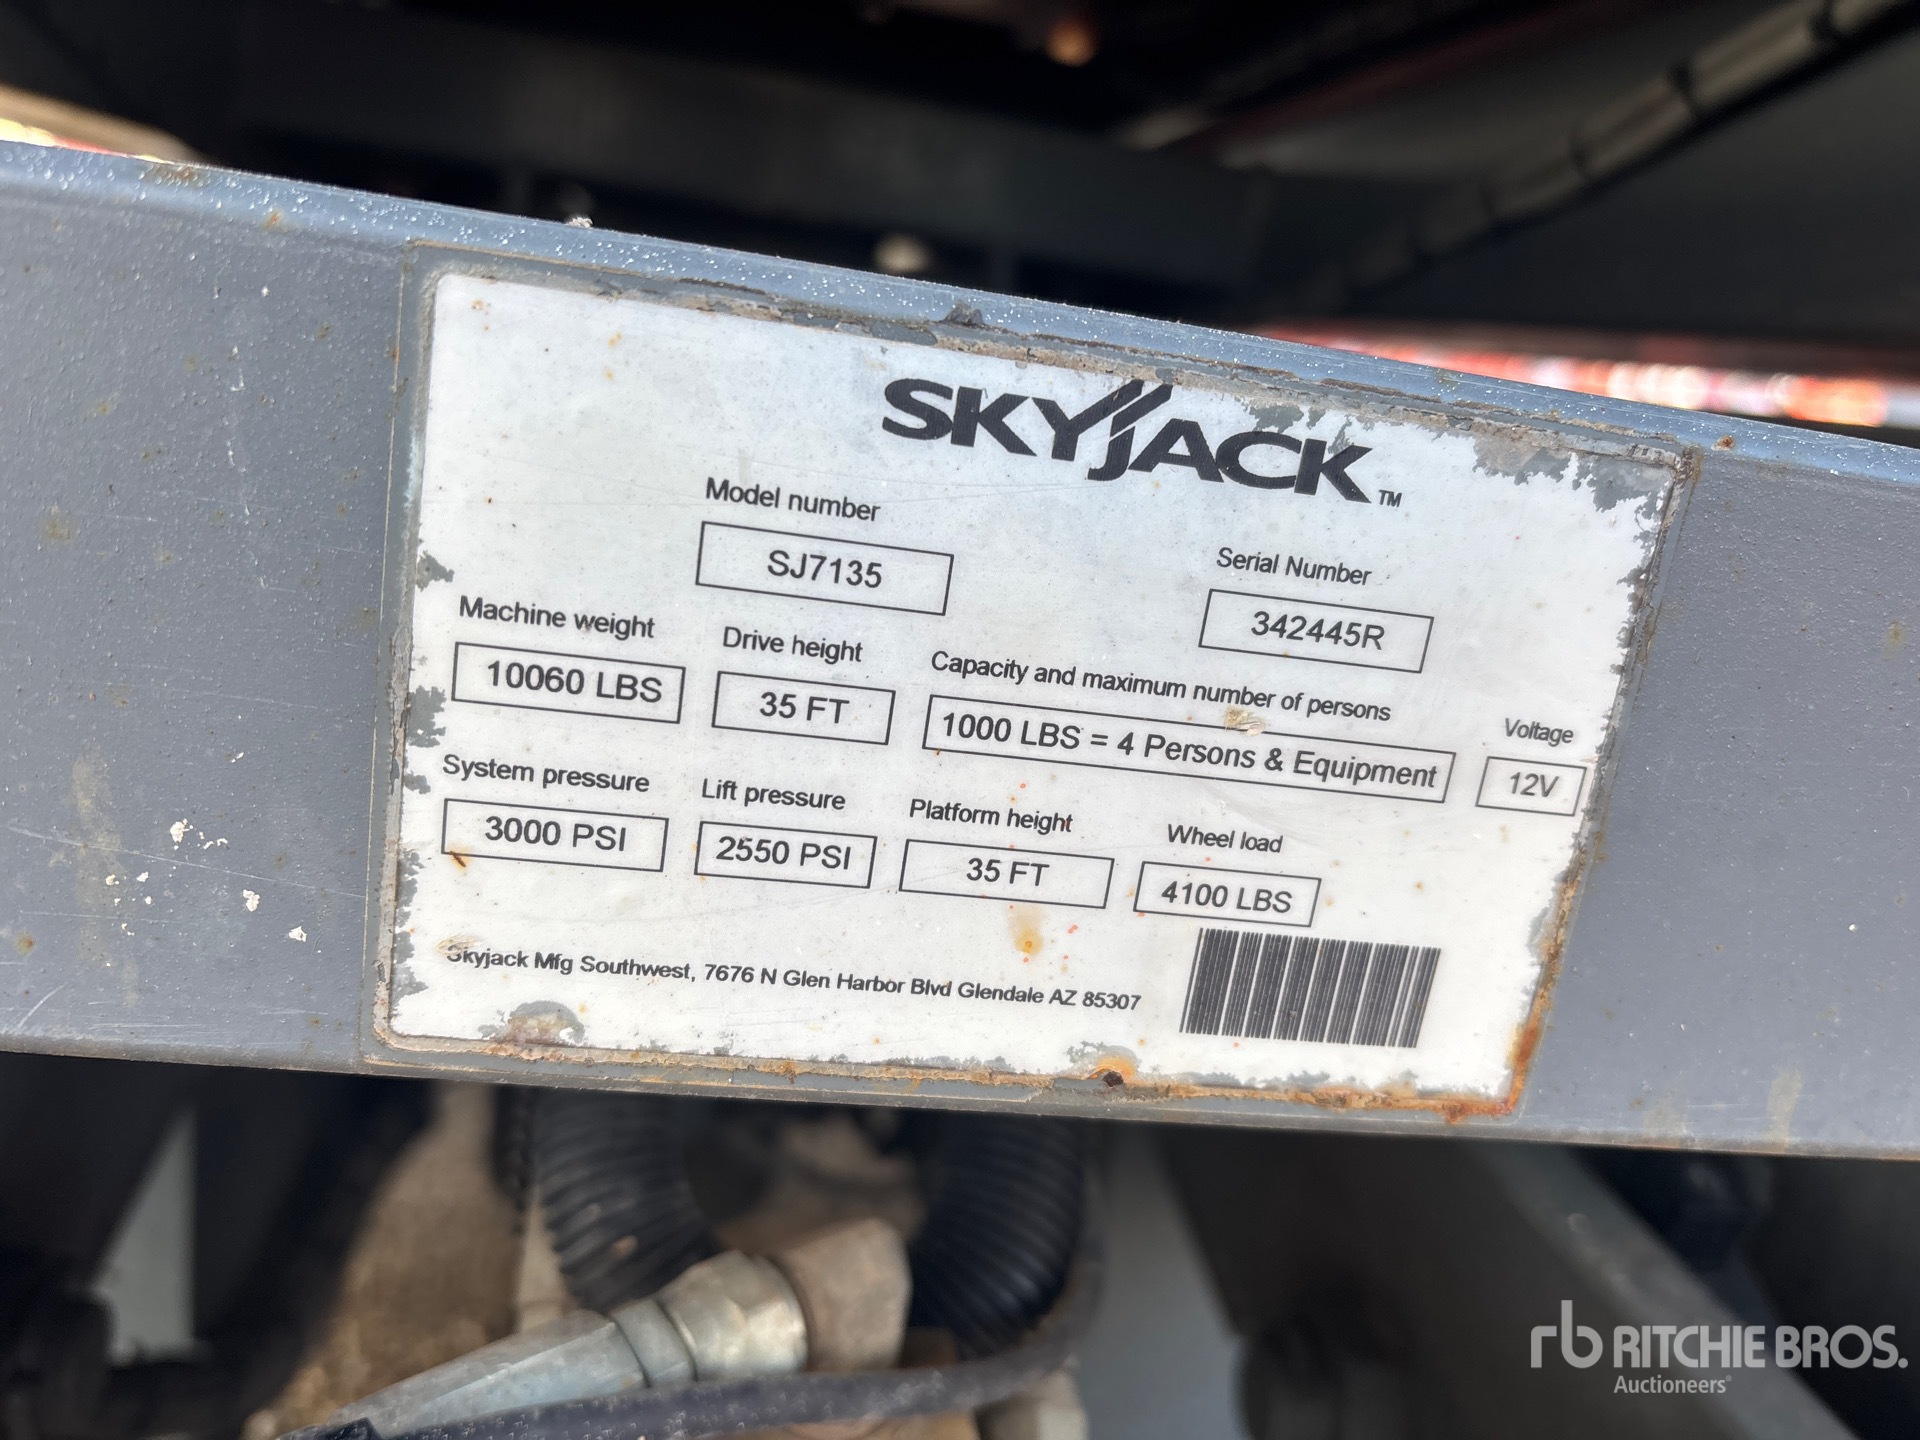 SKYJACK™
Model number
SJ7135
Serial Number
342445R
Machine weight
10060 LBS
Drive height
35 FT
Capacity and maximum number of persons
1000 LBS = 4 Persons & Equipment
Voltage
12V
System pressure
3000 PSI
Lift pressure
2550 PSI
Platform height
35 FT
Wheel load
4100 LBS
Skyjack Mfg Southwest, 7676 N Glen Harbor Blvd Glendale AZ 85307
rb RITCHIE BROS.
Auctioneers®